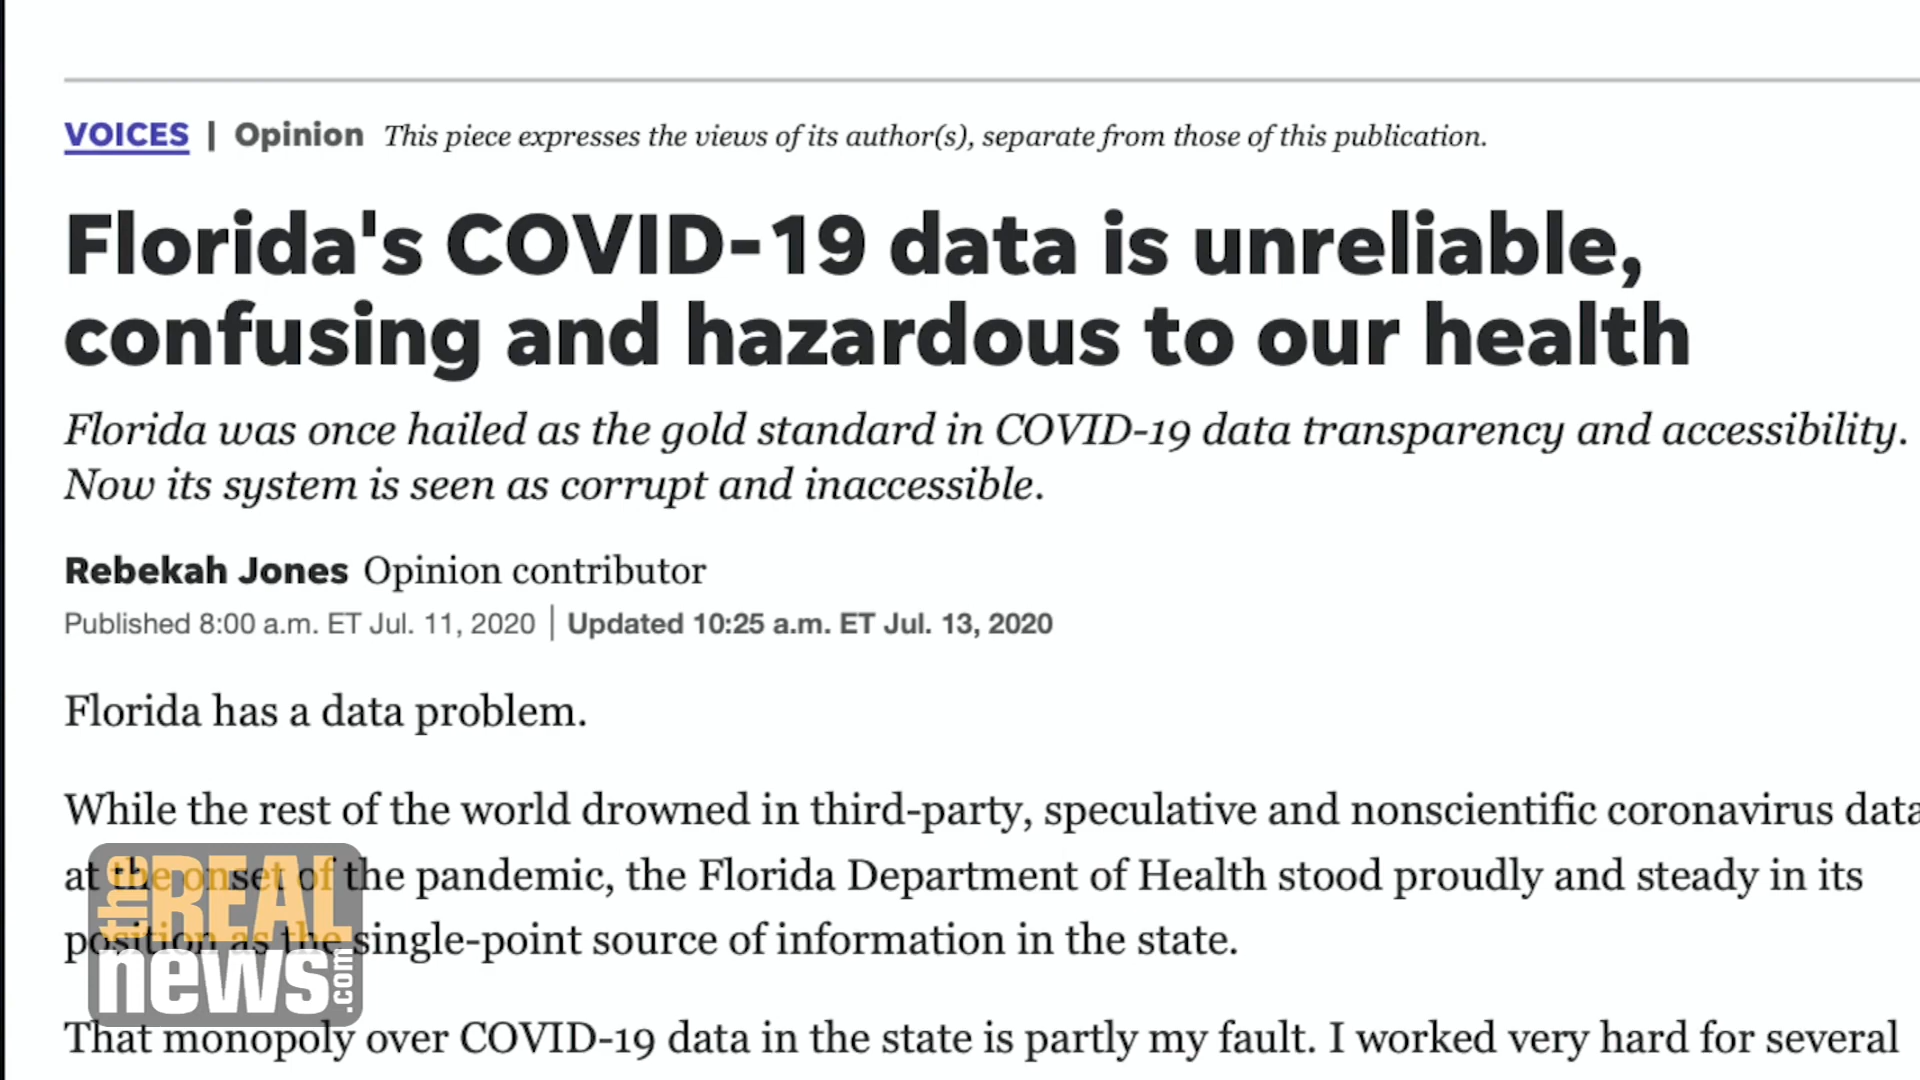 VOICES | Opinion This piece expresses the views of its author(s), separate from those of this publication.
Florida's COVID-19 data is unreliable,
confusing and hazardous to our health
Florida was once hailed as the gold standard in COVID-19 data transparency and accessibility.
Now its system is seen as corrupt and inaccessible.
Rebekah Jones Opinion contributor
Published 8:00 a.m. ET Jul. 11, 2020 | Updated 10:25 a.m. ET Jul. 13, 2020
Florida has a data problem.
While the rest of the world drowned in third-party, speculative and nonscientific coronavirus data
at the onset of the pandemic, the Florida Department of Health stood proudly and steady in its
position as the single-point source of information in the state.
That monopoly over COVID-19 data in the state is partly my fault. I worked very hard for several
the REAL
news.com